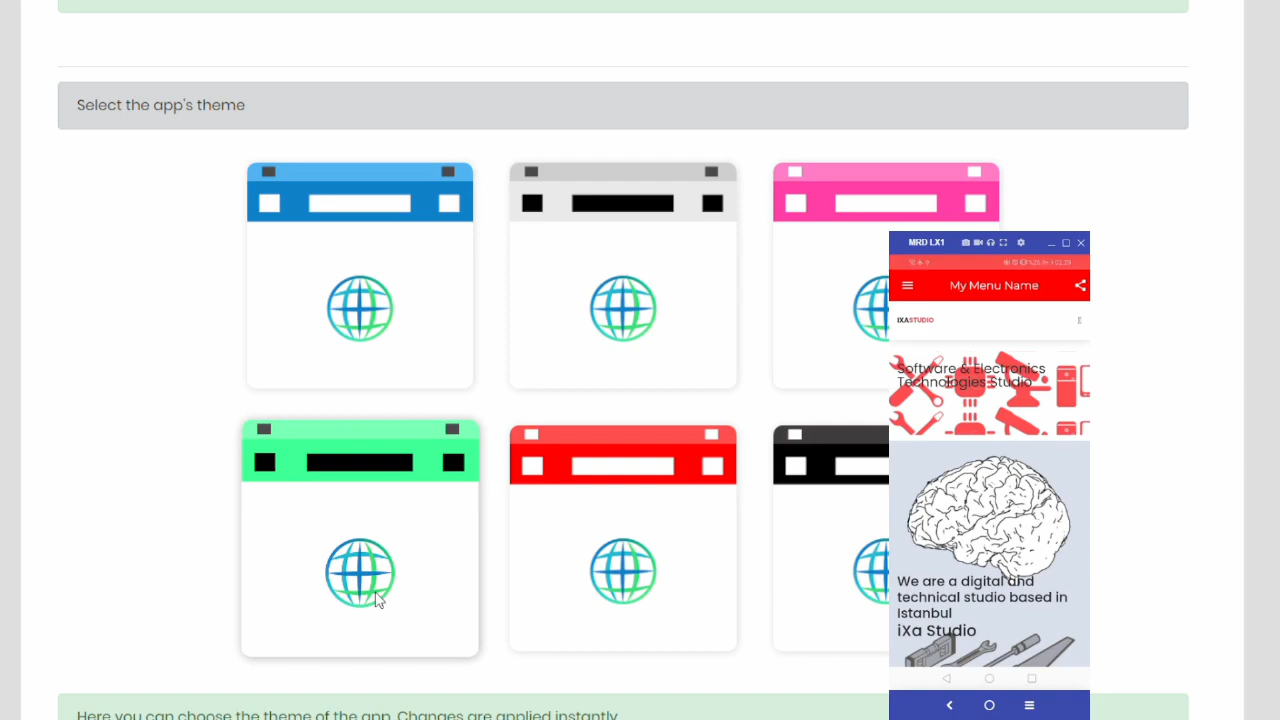 Select the app's theme
MRD LX1
My Menu Name
IXASTUDIO
Software & Electronics
Technologies Studio
We are a digital and
technical studio based in
Istanbul
iXa Studio
Here you can choose the theme of the app. Changes are applied instantly